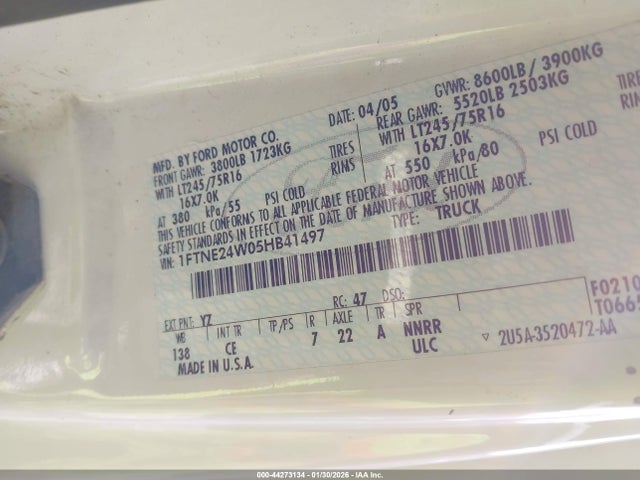 MFD. BY FORD MOTOR CO.
DATE: 04/05
GVWR: 8600LB/ 3900KG
FRONT GAWR: 3800LB 1723KG
REAR GAWR: 5520LB 2503KG
WITH LT245/75R16 TIRES
WITH LT245/75R16 TIRES
16X7.0K RIMS
16X7.0K
AT 380 kPa/55 PSI COLD
AT 550 kPa/80 PSI COLD
THIS VEHICLE CONFORMS TO ALL APPLICABLE FEDERAL MOTOR VEHICLE
SAFETY STANDARDS IN EFFECT ON THE DATE OF MANUFACTURE SHOWN ABOVE.
1FTNE24W05HB41497
TYPE: TRUCK
EXT PNT: YZ RC: 47 DSO:
WB INT TR TP/PS R AXLE TR SPR
138 CE 7 22 A NNRR
ULC
MADE IN U.S.A.
F0210
T0665
▽ 2U5A-3520472-AA
000-44273134 - 01/30/2026 - IAA Inc.